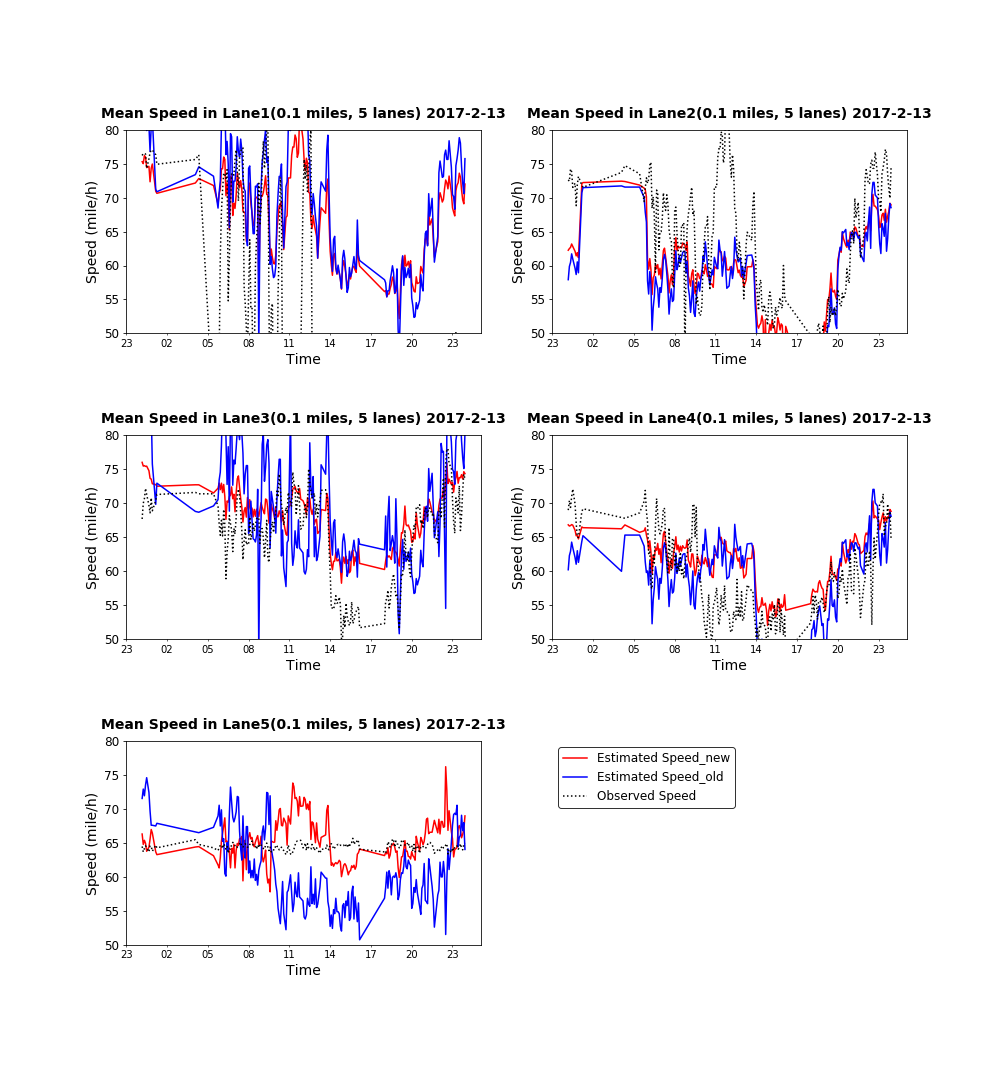 Mean Speed in Lane1(0.1 miles, 5 lanes) 2017-2-13
80
75
70
65
60
55
50
Speed (mile/h)
23 02 05 08 11 14 17 20 23
Time
Mean Speed in Lane2(0.1 miles, 5 lanes) 2017-2-13
80
75
70
65
60
55
50
Speed (mile/h)
23 02 05 08 11 14 17 20 23
Time
Mean Speed in Lane3(0.1 miles, 5 lanes) 2017-2-13
80
75
70
65
60
55
50
Speed (mile/h)
23 02 05 08 11 14 17 20 23
Time
Mean Speed in Lane4(0.1 miles, 5 lanes) 2017-2-13
80
75
70
65
60
55
50
Speed (mile/h)
23 02 05 08 11 14 17 20 23
Time
Mean Speed in Lane5(0.1 miles, 5 lanes) 2017-2-13
80
75
70
65
60
55
50
Speed (mile/h)
23 02 05 08 11 14 17 20 23
Time
Estimated Speed_new
Estimated Speed_old
Observed Speed